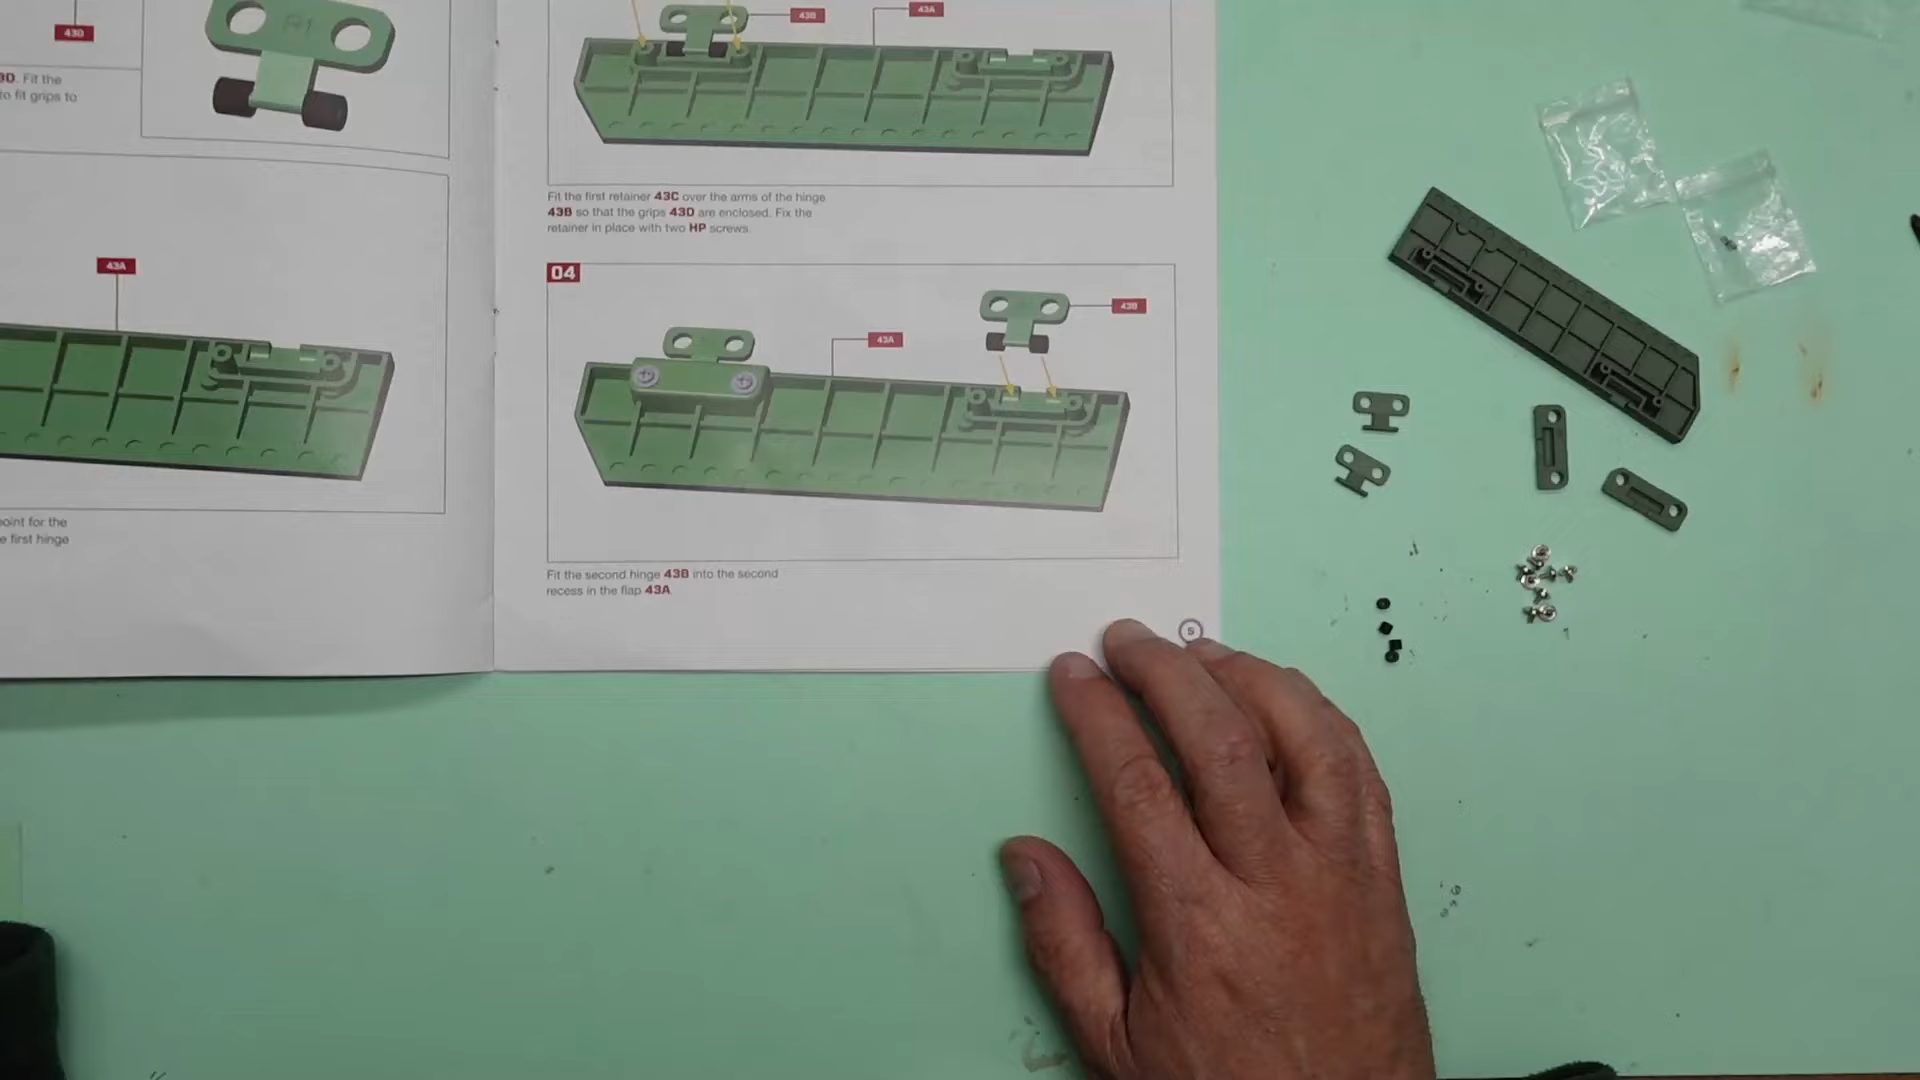 43D
3D. Fit the
to fit grips to
R1
43A
point for the
e first hinge
43B
43A
Fit the first retainer 43C over the arms of the hinge
43B so that the grips 43D are enclosed. Fix the
retainer in place with two HP screws.
04
43B
43A
Fit the second hinge 43B into the second
recess in the flap 43A
5